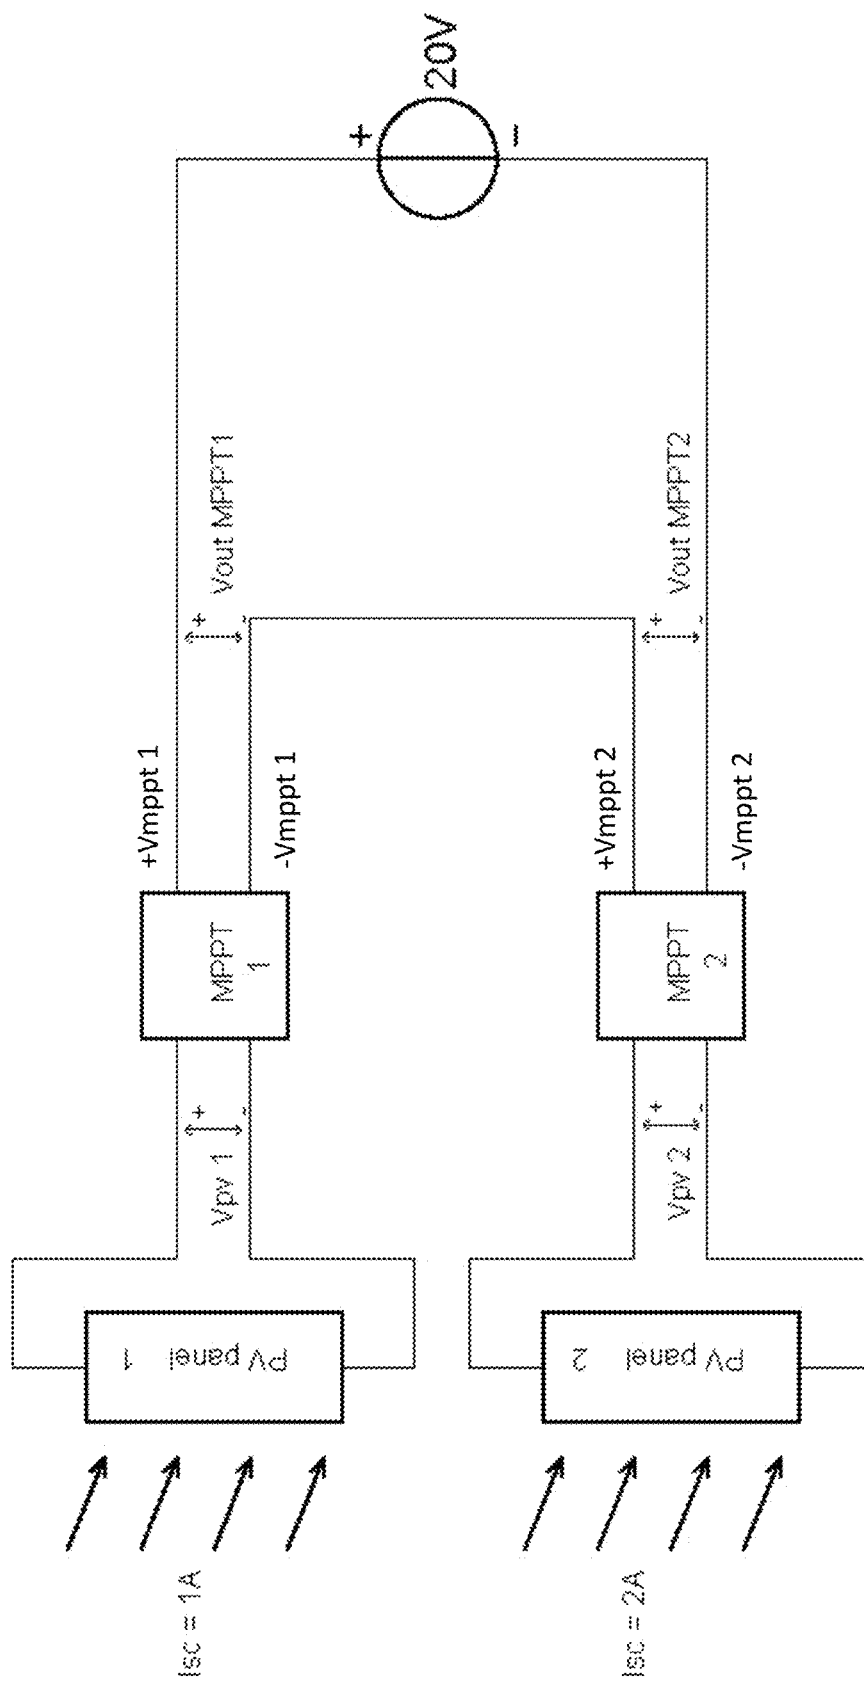 Isc = 1A
PV panel
1
Vpv 1
+
-
MPPT
1
+Vmppt 1
-Vmppt 1
+
-
Vout MPPT1
+
20V
-
Isc = 2A
PV panel
2
Vpv 2
+
-
MPPT
2
+Vmppt 2
-Vmppt 2
+
-
Vout MPPT2